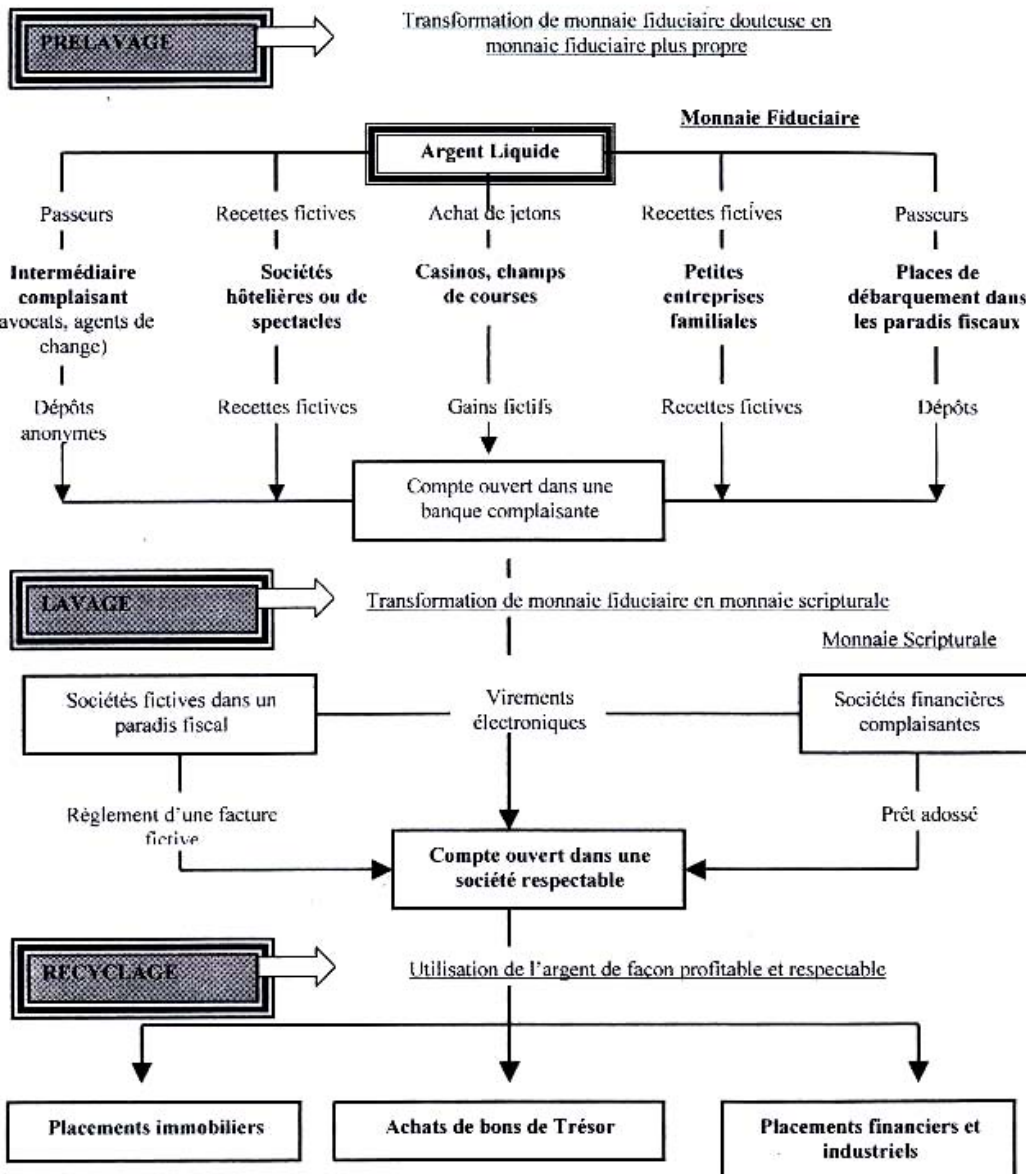 PRELAVAGE
Transformation de monnaie fiduciaire douteuse en
monnaie fiduciaire plus propre
Monnaie Fiduciaire
Argent Liquide
Passeurs
Recettes fictives
Achat de jetons
Recettes fictives
Passeurs
Intermédiaire
complaisant
avocats, agents de
change)
Sociétés
hôtelières ou de
spectacles
Casinos, champs
de courses
Petites
entreprises
familiales
Places de
débarquement dans
les paradis fiscaux
Dépôts
anonymes
Recettes fictives
Gains fictifs
Recettes fictives
Dépôts
Compte ouvert dans une
banque complaisante
LAVAGE
Transformation de monnaie fiduciaire en monnaie scripturale
Monnaie Scripturale
Sociétés fictives dans un
paradis fiscal
Virements
électroniques
Sociétés financières
complaisantes
Règlement d'une facture
fictive
Prêt adossé
Compte ouvert dans une
société respectable
RECYCLAGE
Utilisation de l'argent de façon profitable et respectable
Placements immobiliers
Achats de bons de Trésor
Placements financiers et
industriels